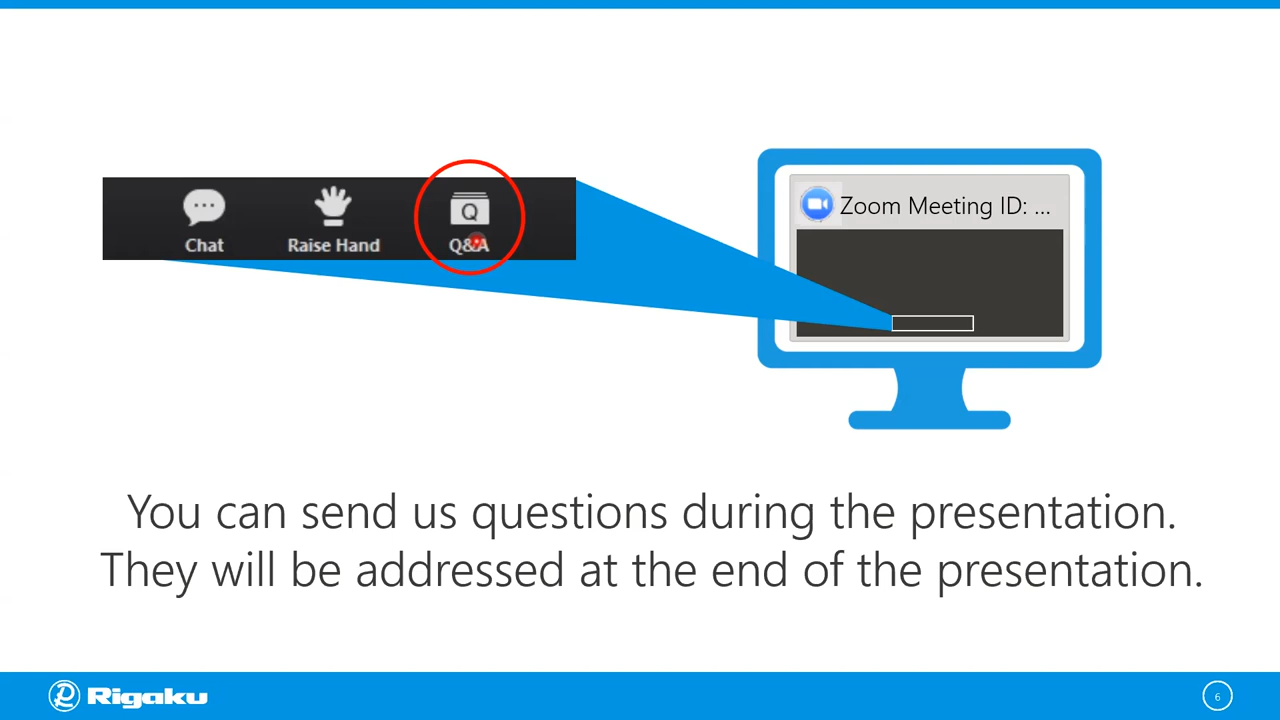 Zoom Meeting ID: ...
Chat
Raise Hand
Q
Q&A
You can send us questions during the presentation.
They will be addressed at the end of the presentation.
R Rigaku
6